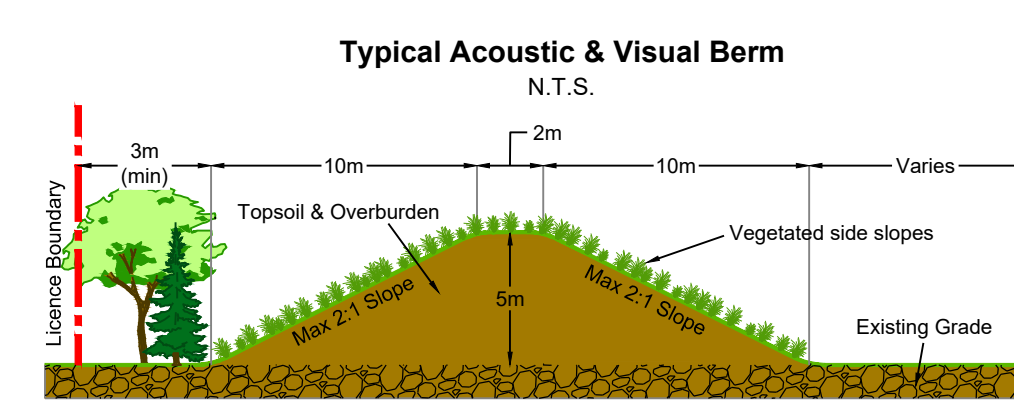 Typical Acoustic & Visual Berm
N.T.S.
2m
3m
(min)
10m
10m
Varies
Licence Boundary
Topsoil & Overburden
Vegetated side slopes
Max 2:1 Slope
5m
Max 2:1 Slope
Existing Grade